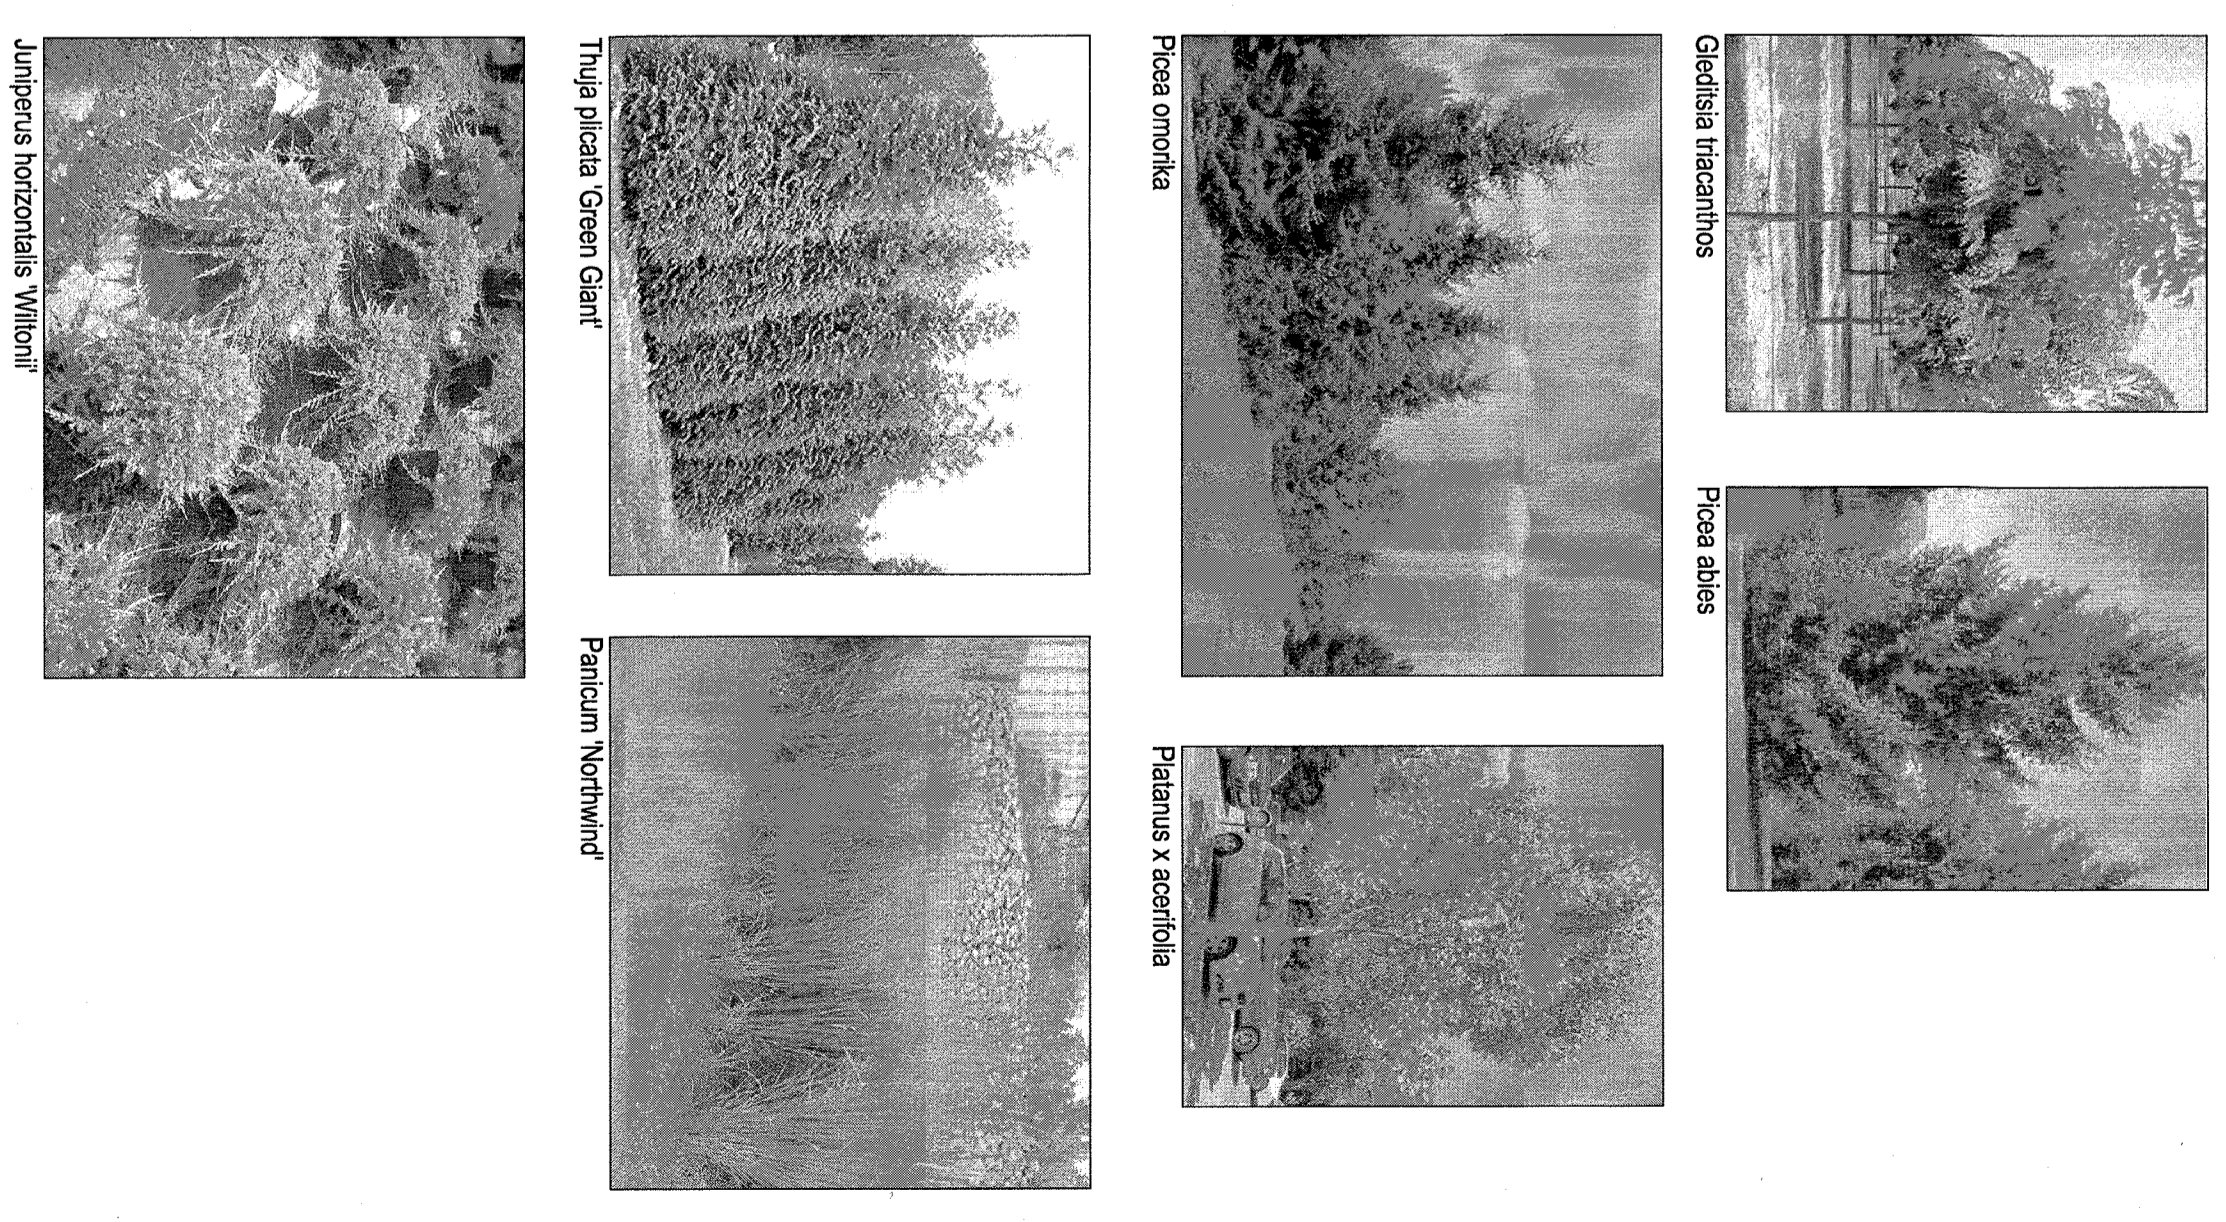 Gleditsia triacanthos
Picea abies
Picea omorika
Platanus x acerifolia
Thuja plicata 'Green Giant'
Panicum 'Northwind'
Juniperus horizontalis 'Wiltonii'